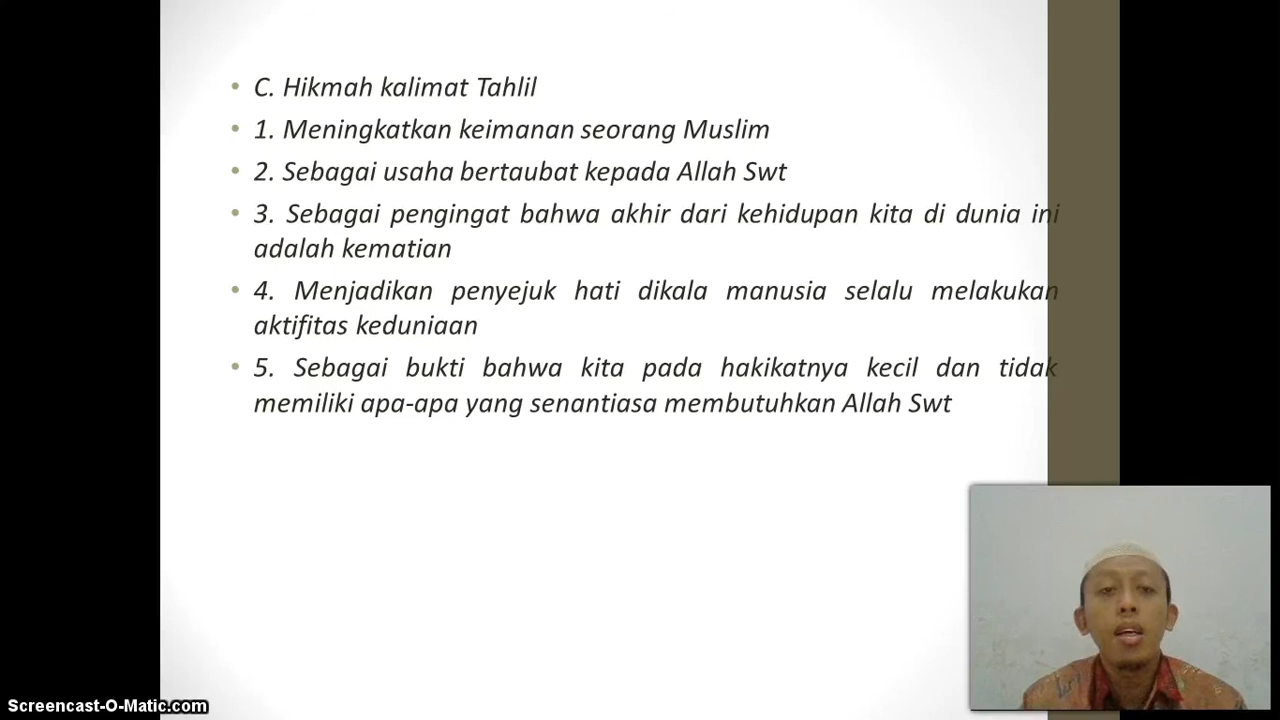 • C. Hikmah kalimat Tahlil
• 1. Meningkatkan keimanan seorang Muslim
• 2. Sebagai usaha bertaubat kepada Allah Swt
• 3. Sebagai pengingat bahwa akhir dari kehidupan kita di dunia ini
adalah kematian
• 4. Menjadikan penyejuk hati dikala manusia selalu melakukan
aktifitas keduniaan
• 5. Sebagai bukti bahwa kita pada hakikatnya kecil dan tidak
memiliki apa-apa yang senantiasa membutuhkan Allah Swt
Screencast-O-Matic.com